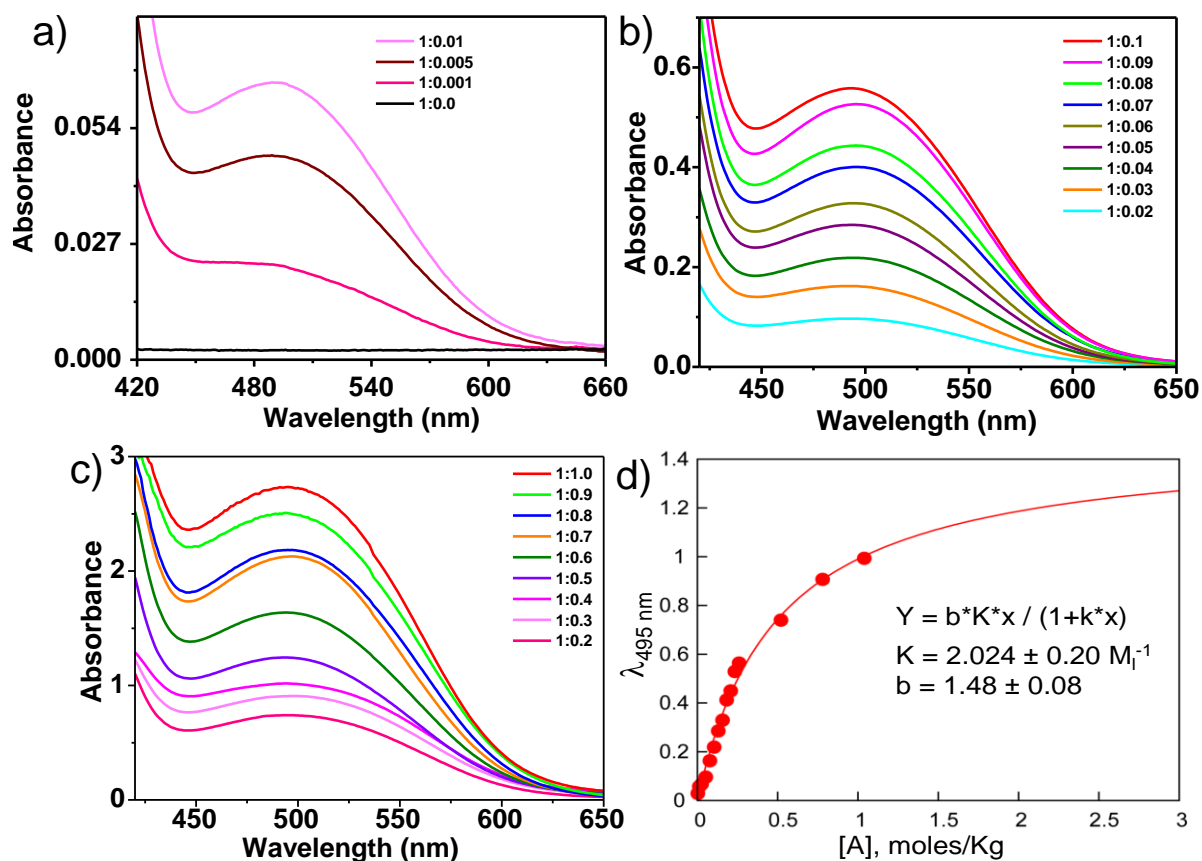 a)
1:0.01
1:0.005
1:0.001
1:0.0
0.054
0.027
0.000
Absorbance
420 480 540 600 660
Wavelength (nm)
b)
1:0.1
1:0.09
1:0.08
1:0.07
1:0.06
1:0.05
1:0.04
1:0.03
1:0.02
0.6
0.4
0.2
0.0
Absorbance
450 500 550 600 650
Wavelength (nm)
c)
1:1.0
1:0.9
1:0.8
1:0.7
1:0.6
1:0.5
1:0.4
1:0.3
1:0.2
3
2
1
0
Absorbance
450 500 550 600 650
Wavelength (nm)
d)
1.4
1.2
1
0.8
0.6
0.4
0.2
0
λ495 nm
Y = b*K*x / (1+k*x)
K = 2.024 ± 0.20 Ml-1
b = 1.48 ± 0.08
0 0.5 1 1.5 2 2.5 3
[A], moles/Kg